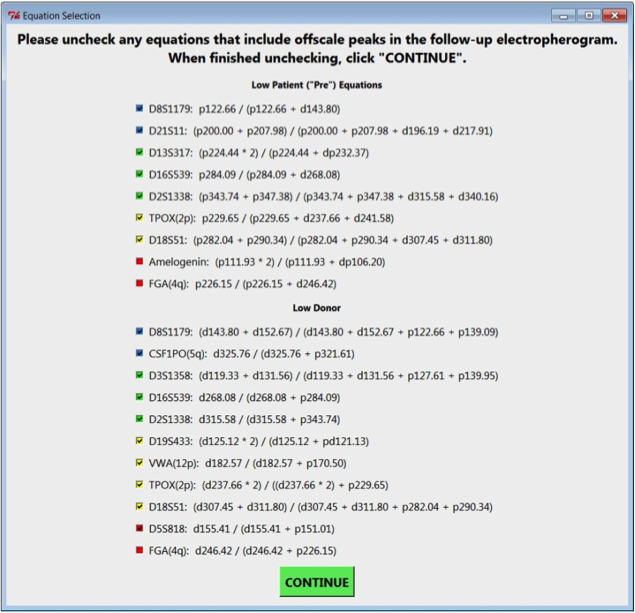 Equation Selection
Please uncheck any equations that include offscale peaks in the follow-up electropherogram.
When finished unchecking, click "CONTINUE".
Low Patient ("Pre") Equations
D8S1179: p122.66 / (p122.66 + d143.80)
D21S11: (p200.00 + p207.98) / (p200.00 + p207.98 + d196.19 + d217.91)
D13S317: (p224.44 * 2) / (p224.44 + dp232.37)
D16S539: p284.09 / (p284.09 + d268.08)
D2S1338: (p343.74 + p347.38) / (p343.74 + p347.38 + d315.58 + d340.16)
TPOX(2p): p229.65 / (p229.65 + d237.66 + d241.58)
D18S51: (p282.04 + p290.34) / (p282.04 + p290.34 + d307.45 + d311.80)
Amelogenin: (p111.93 * 2) / (p111.93 + dp106.20)
FGA(4q): p226.15 / (p226.15 + d246.42)
Low Donor
D8S1179: (d143.80 + d152.67) / (d143.80 + d152.67 + p122.66 + p139.09)
CSF1PO(5q): d325.76 / (d325.76 + p321.61)
D3S1358: (d119.33 + d131.56) / (d119.33 + d131.56 + p127.61 + p139.95)
D16S539: d268.08 / (d268.08 + p284.09)
D2S1338: d315.58 / (d315.58 + p343.74)
D19S433: (d125.12 * 2) / (d125.12 + pd121.13)
VWA(12p): d182.57 / (d182.57 + p170.50)
TPOX(2p): (d237.66 * 2) / ((d237.66 * 2) + p229.65)
D18S51: (d307.45 + d311.80) / (d307.45 + d311.80 + p282.04 + p290.34)
D5S818: d155.41 / (d155.41 + p151.01)
FGA(4q): d246.42 / (d246.42 + p226.15)
CONTINUE